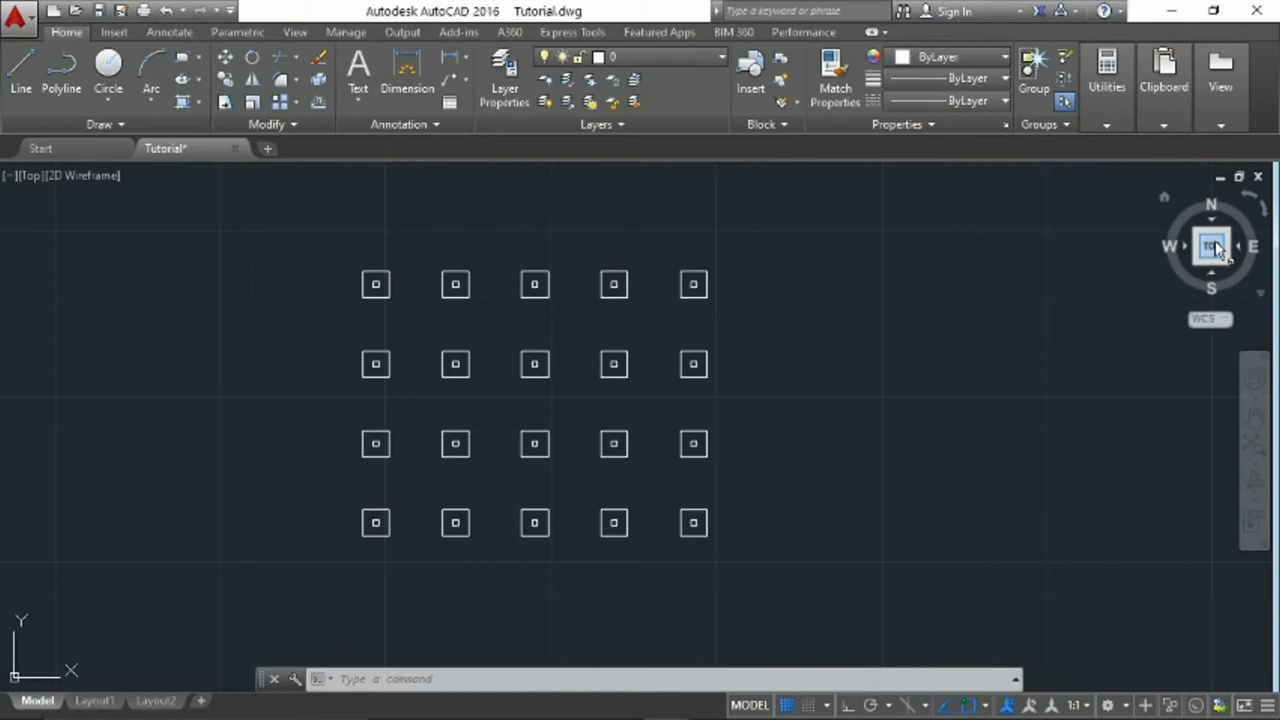 Autodesk AutoCAD 2016 Tutorial.dwg
Type a keyword or phrase
Sign In
Home Insert Annotate Parametric View Manage Output Add-ins A360 Express Tools Featured Apps BIM 360 Performance
Line Polyline Circle Arc
Text Dimension
Layer Properties
0
Insert
Match Properties
ByLayer
ByLayer
ByLayer
Group
Utilities
Clipboard
View
Draw Modify Annotation Layers Block Properties Groups
Start Tutorial*
[−][Top][2D Wireframe]
N
W E
S
WCS
Y
X
Type a command
Model Layout1 Layout2
MODEL
1:1